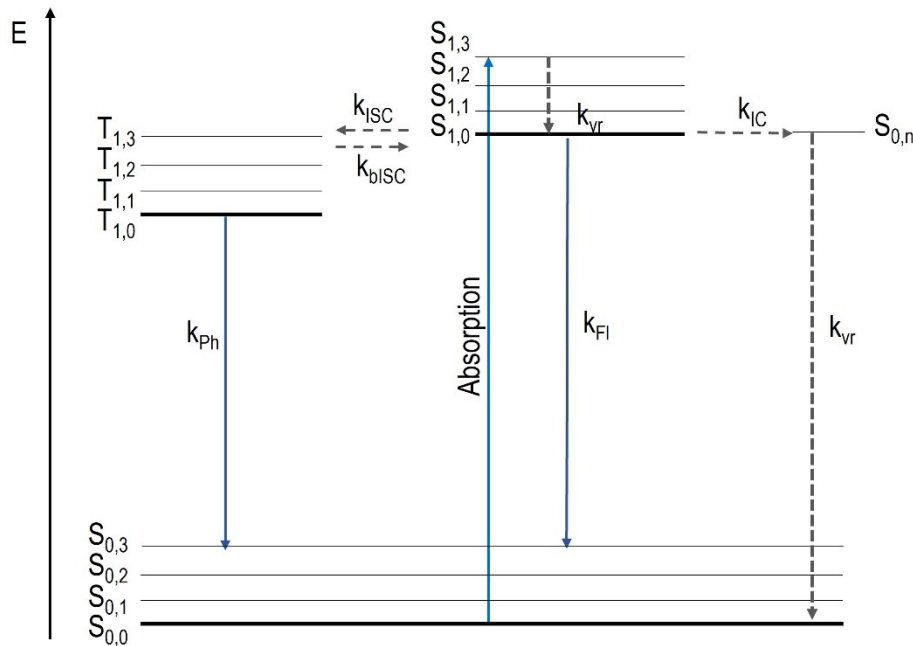 E
S1,3
S1,2
S1,1
S1,0
kvr
kIC
S0,n
kISC
kbISC
T1,3
T1,2
T1,1
T1,0
kPh
Absorption
kFl
kvr
S0,3
S0,2
S0,1
S0,0